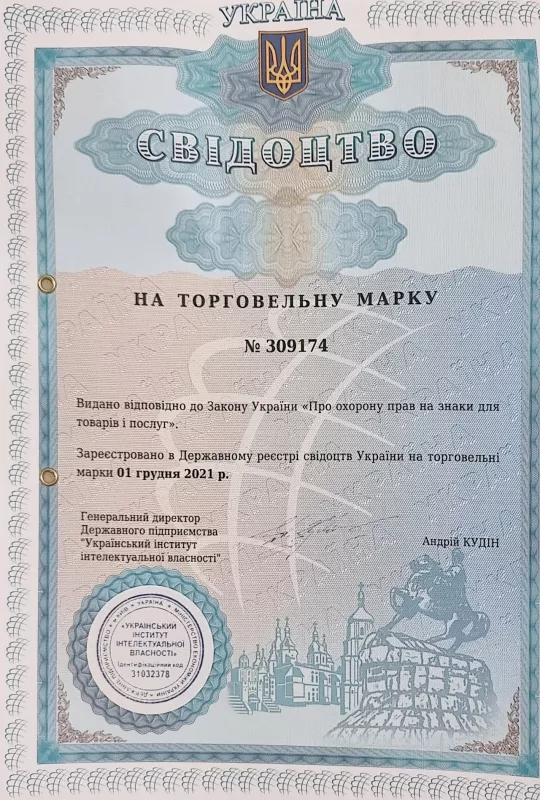 УКРАЇНА
СВІДОЦТВО
НА ТОРГОВЕЛЬНУ МАРКУ
№ 309174
Видано відповідно до Закону України «Про охорону прав на знаки для
товарів і послуг».
Зареєстровано в Державному реєстрі свідоцтв України на торговельні
марки 01 грудня 2021 р.
Генеральний директор
Державного підприємства
"Український інститут
інтелектуальної власності"
Андрій КУДІН
«УКРАЇНСЬКИЙ
ІНСТИТУТ
ІНТЕЛЕКТУАЛЬНОЇ
ВЛАСНОСТІ»
Ідентифікаційний код
31032378